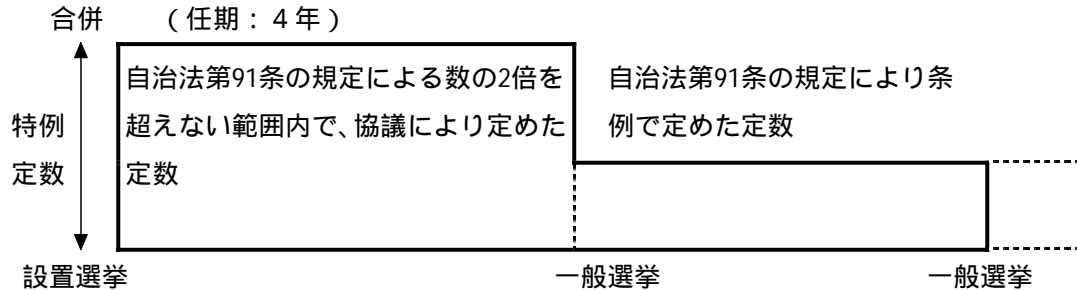 合併 (任期:4年)
自治法第91条の規定による数の2倍を
超えない範囲内で、協議により定めた
定数
自治法第91条の規定により条
例で定めた定数
特例
定数
設置選挙 一般選挙 一般選挙